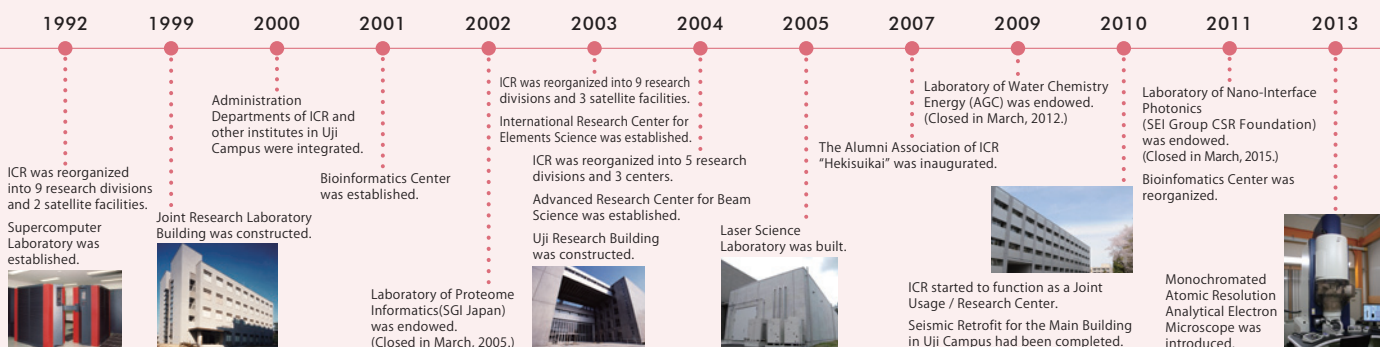 1992
1999
2000
2001
2002
2003
2004
2005
2007
2009
2010
2011
2013
ICR was reorganized
into 9 research divisions
and 2 satellite facilities.
Supercomputer
Laboratory was
established.
Joint Research Laboratory
Building was constructed.
Administration
Departments of ICR and
other institutes in Uji
Campus were integrated.
Bioinformatics Center
was established.
Laboratory of Proteome
Informatics(SGI Japan)
was endowed.
(Closed in March, 2005.)
ICR was reorganized into 9 research
divisions and 3 satellite facilities.
International Research Center for
Elements Science was established.
ICR was reorganized into 5 research
divisions and 3 centers.
Advanced Research Center for Beam
Science was established.
Uji Research Building
was constructed.
Laser Science
Laboratory was built.
The Alumni Association of ICR
“Hekisuikai” was inaugurated.
Laboratory of Water Chemistry
Energy (AGC) was endowed.
(Closed in March, 2012.)
ICR started to function as a Joint
Usage / Research Center.
Seismic Retrofit for the Main Building
in Uji Campus had been completed.
Laboratory of Nano-Interface
Photonics
(SEI Group CSR Foundation)
was endowed.
(Closed in March, 2015.)
Bioinfomatics Center was
reorganized.
Monochromated
Atomic Resolution
Analytical Electron
Microscope was
introduced.